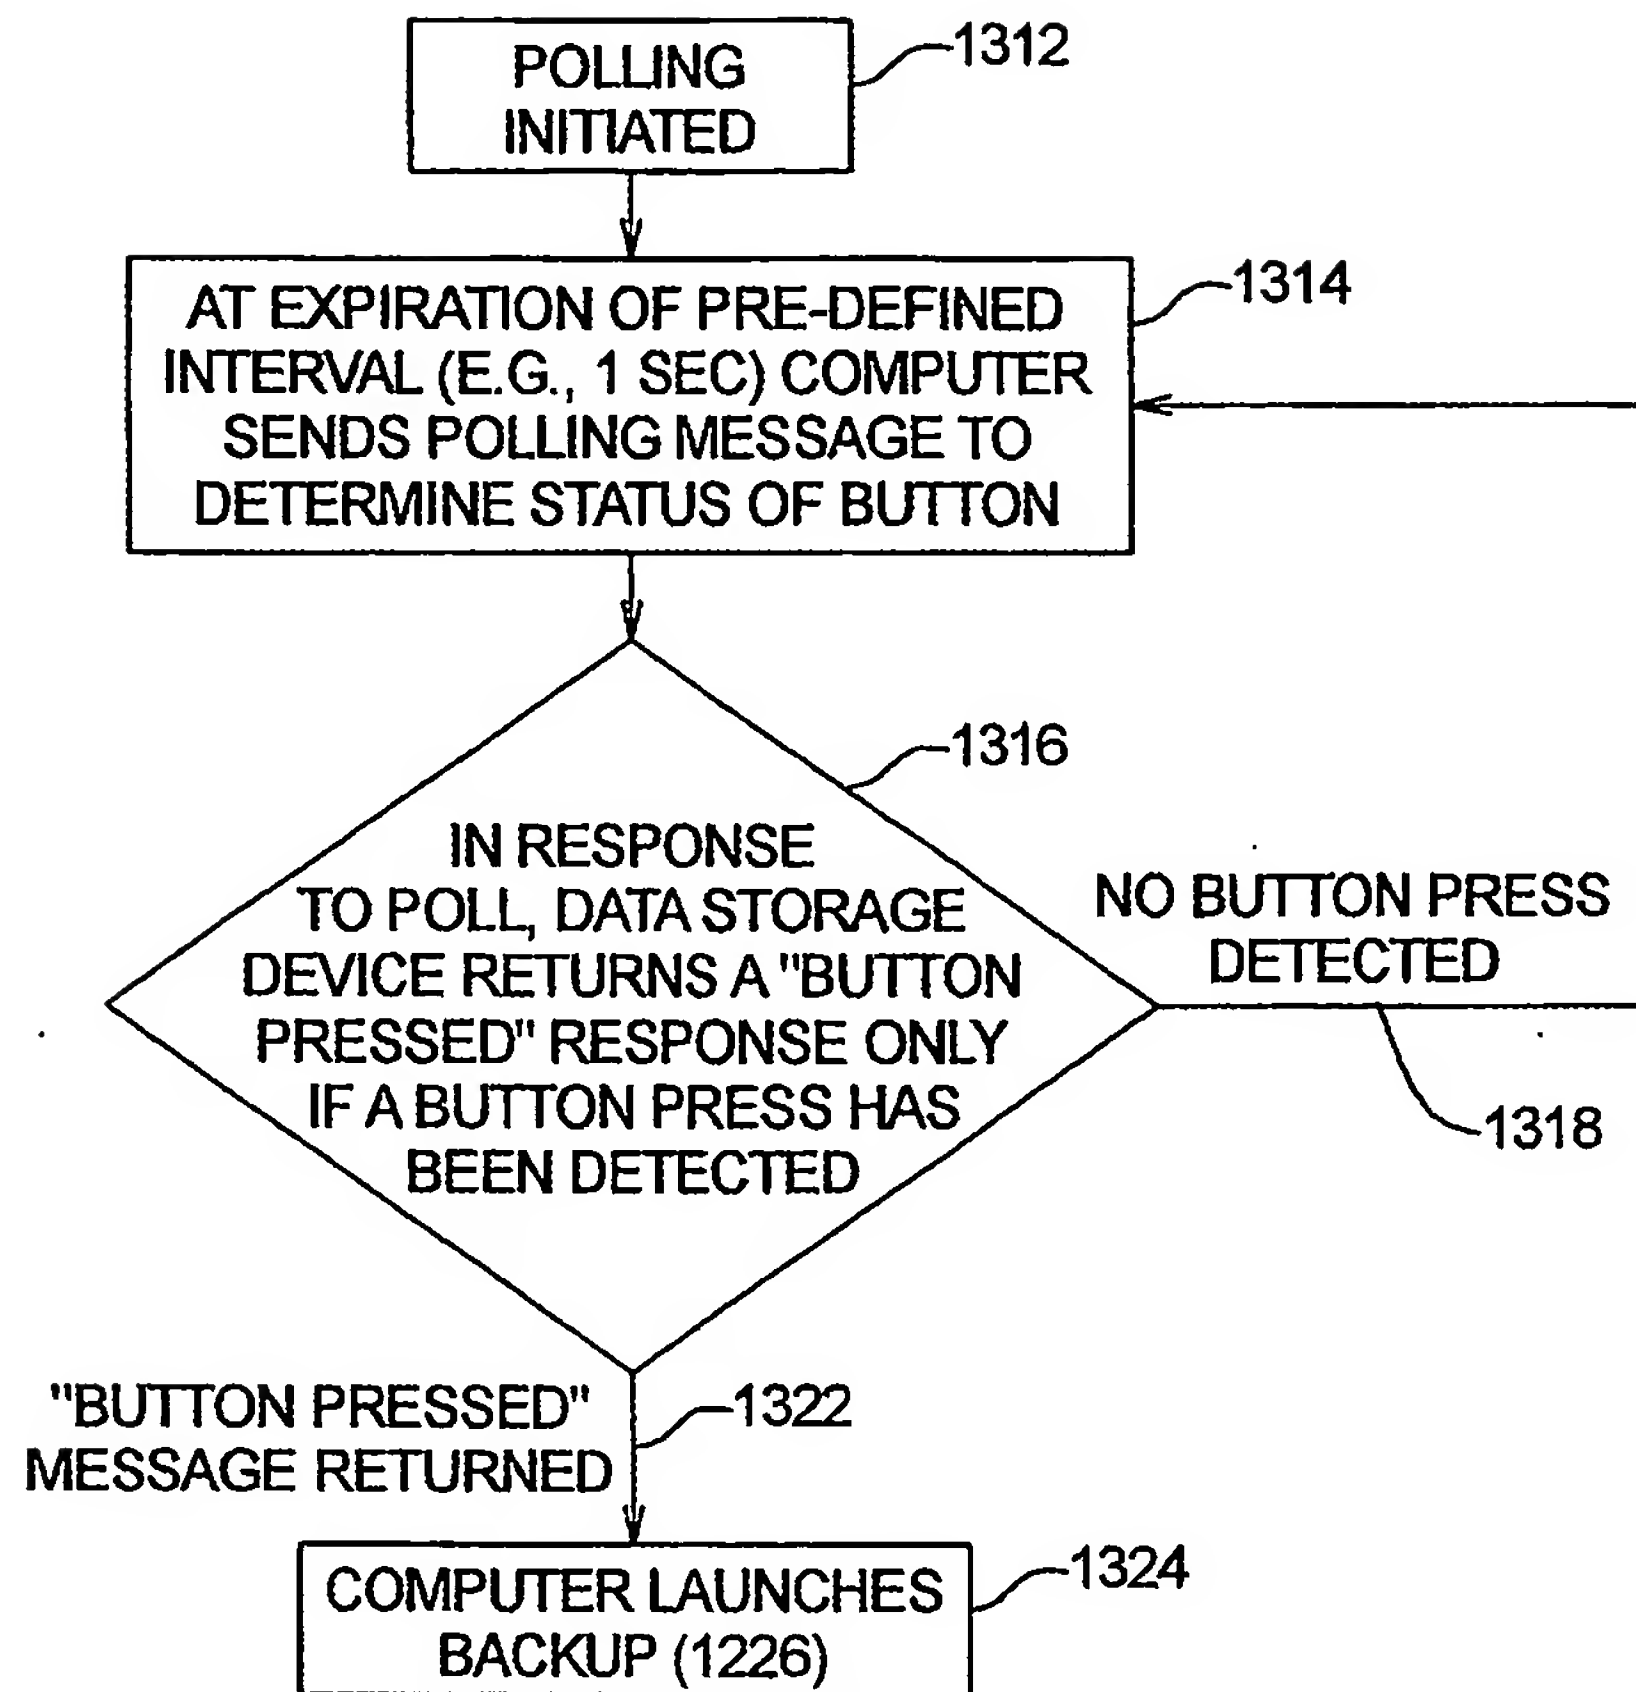 POLLING
INITIATED
1312
AT EXPIRATION OF PRE-DEFINED
INTERVAL (E.G., 1 SEC) COMPUTER
SENDS POLLING MESSAGE TO
DETERMINE STATUS OF BUTTON
1314
1316
IN RESPONSE
TO POLL, DATA STORAGE
DEVICE RETURNS A "BUTTON
PRESSED" RESPONSE ONLY
IF A BUTTON PRESS HAS
BEEN DETECTED
NO BUTTON PRESS
DETECTED
1318
"BUTTON PRESSED"
MESSAGE RETURNED
1322
COMPUTER LAUNCHES
BACKUP (1226)
1324